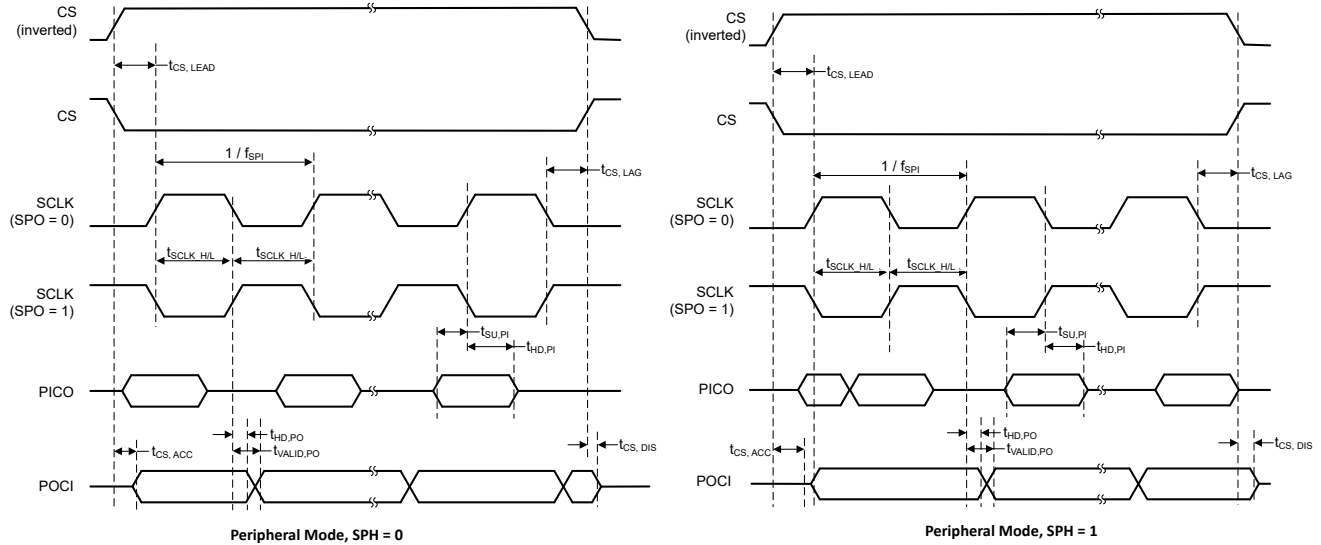 CS
(inverted)
tCS, LEAD
CS
1 / fSPI
tCS, LAG
SCLK
(SPO = 0)
tSCLK_H/L
tSCLK_H/L.
SCLK
(SPO = 1)
tSU,PI
tHD,PI
PICO
tHD,PO
tVALID,PO
tCS, ACC
tCS, DIS
POCI
Peripheral Mode, SPH = 0
CS
(inverted)
tCS, LEAD
CS
1 / fSPI
tCS, LAG
SCLK
(SPO = 0)
tSCLK_H/L .
tSCLK_H/L .
SCLK
(SPO = 1)
tSU,PI
tHD,PI
PICO
tHD,PO
tVALID,PO
tCS, ACC
tCS, DIS
POCI
Peripheral Mode, SPH = 1